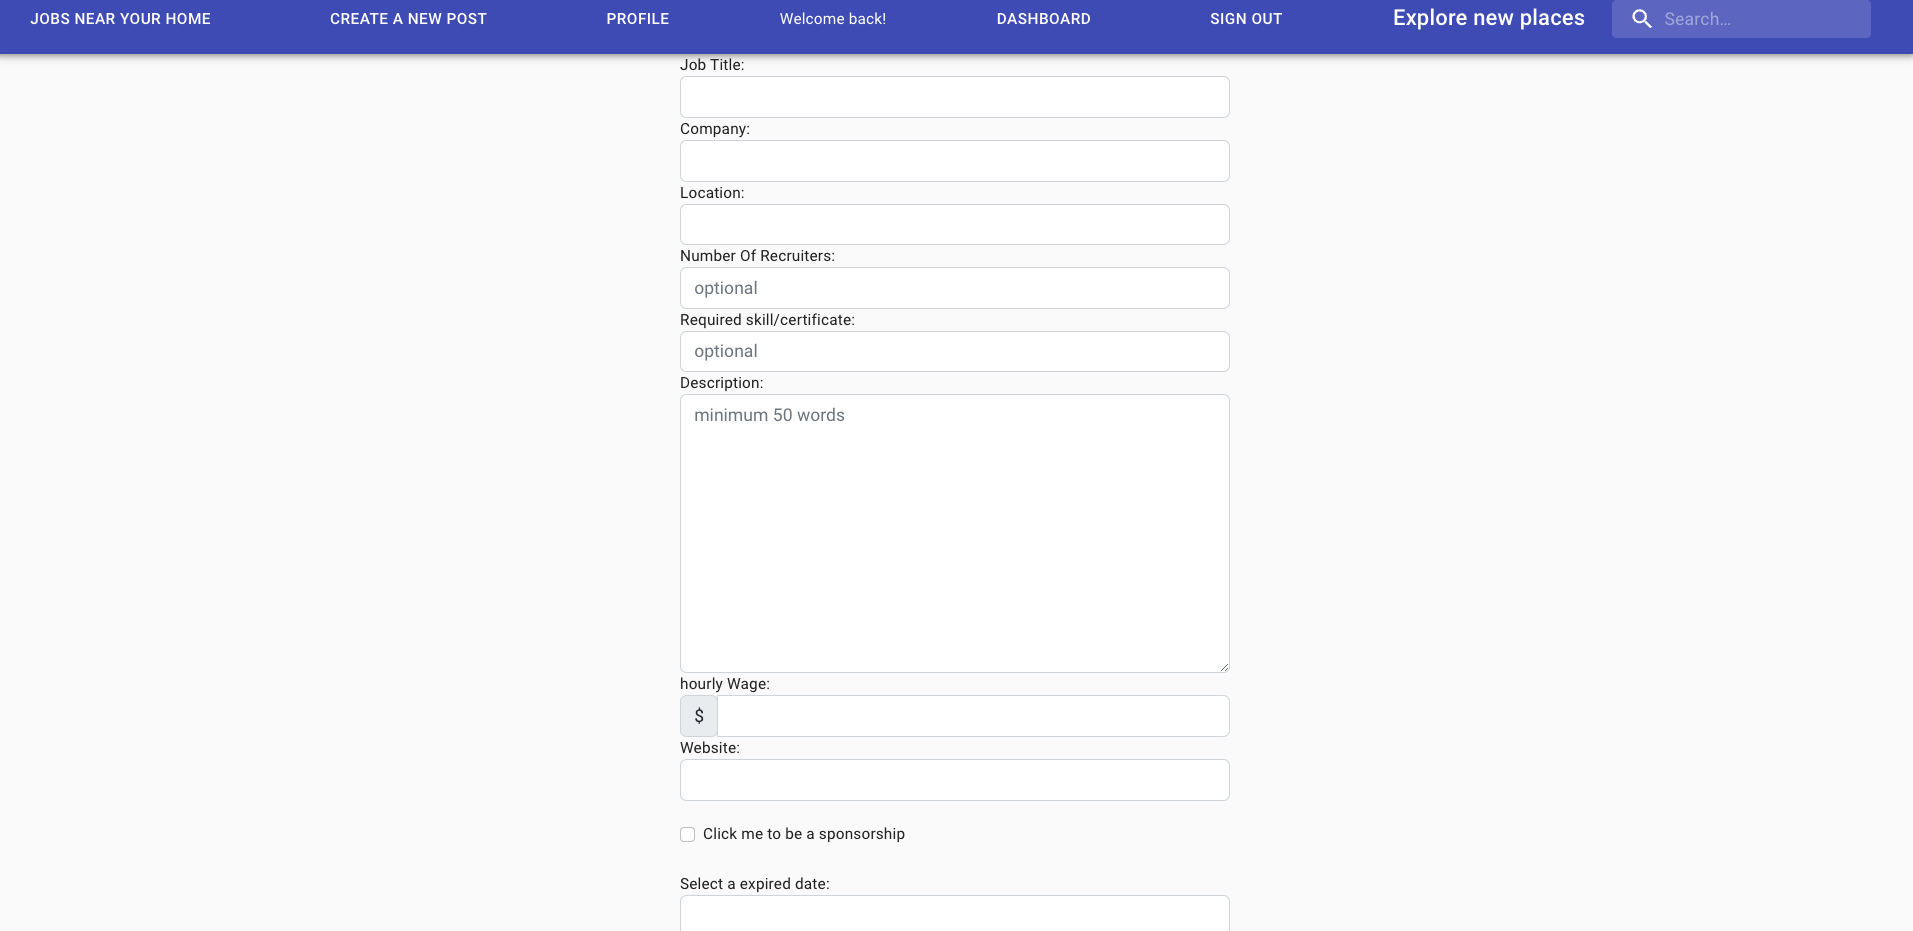 JOBS NEAR YOUR HOME CREATE A NEW POST PROFILE Welcome back! DASHBOARD SIGN OUT Explore new places Search...
Job Title:
Company:
Location:
Number Of Recruiters:
optional
Required skill/certificate:
optional
Description:
minimum 50 words
hourly Wage:
$
Website:
Click me to be a sponsorship
Select a expired date: